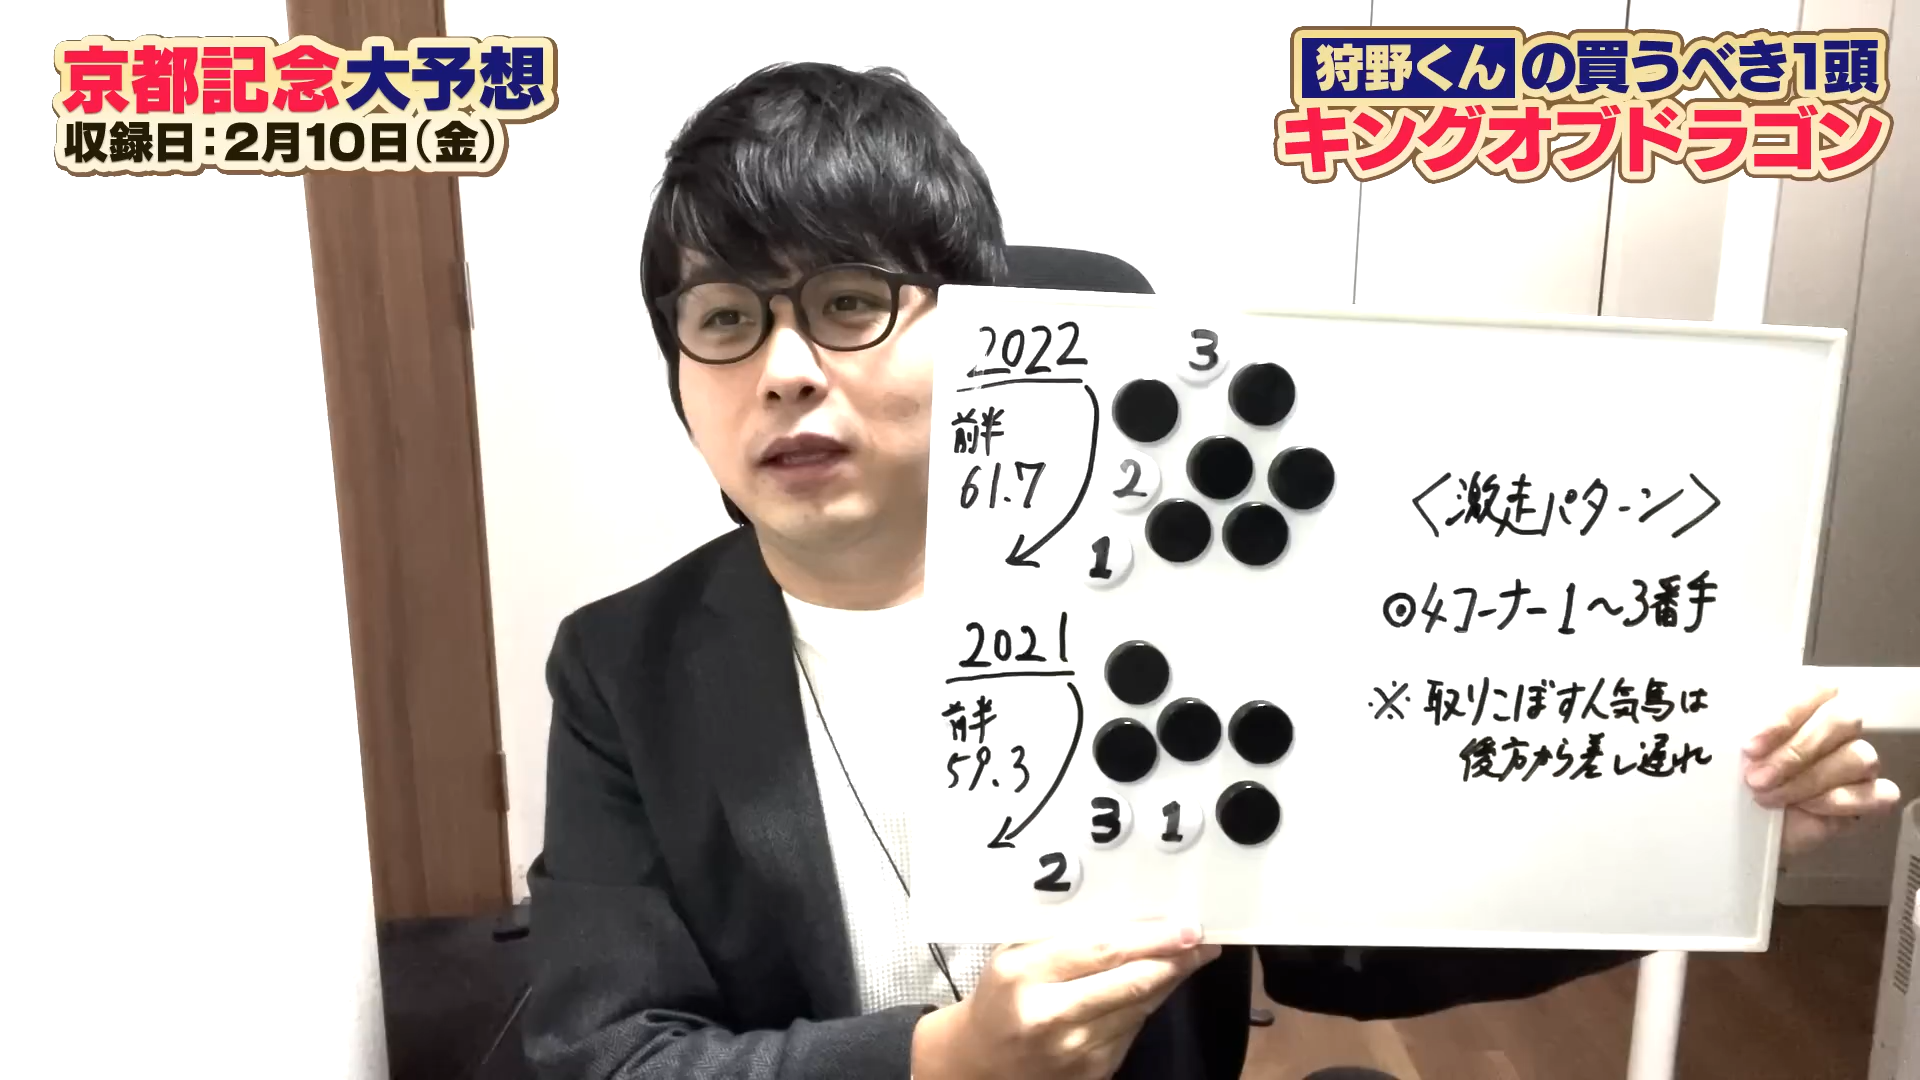 京都記念大予想
収録日：2月10日（金）
狩野くんの買うべき1頭
キングオブドラゴン
2022
前半
61.7
3
2
1
2021
前半
59.3
3 1
2
〈激走パターン〉
◎4コーナー1〜3番手
※取りこぼす人気馬は
後方から差し遅れ